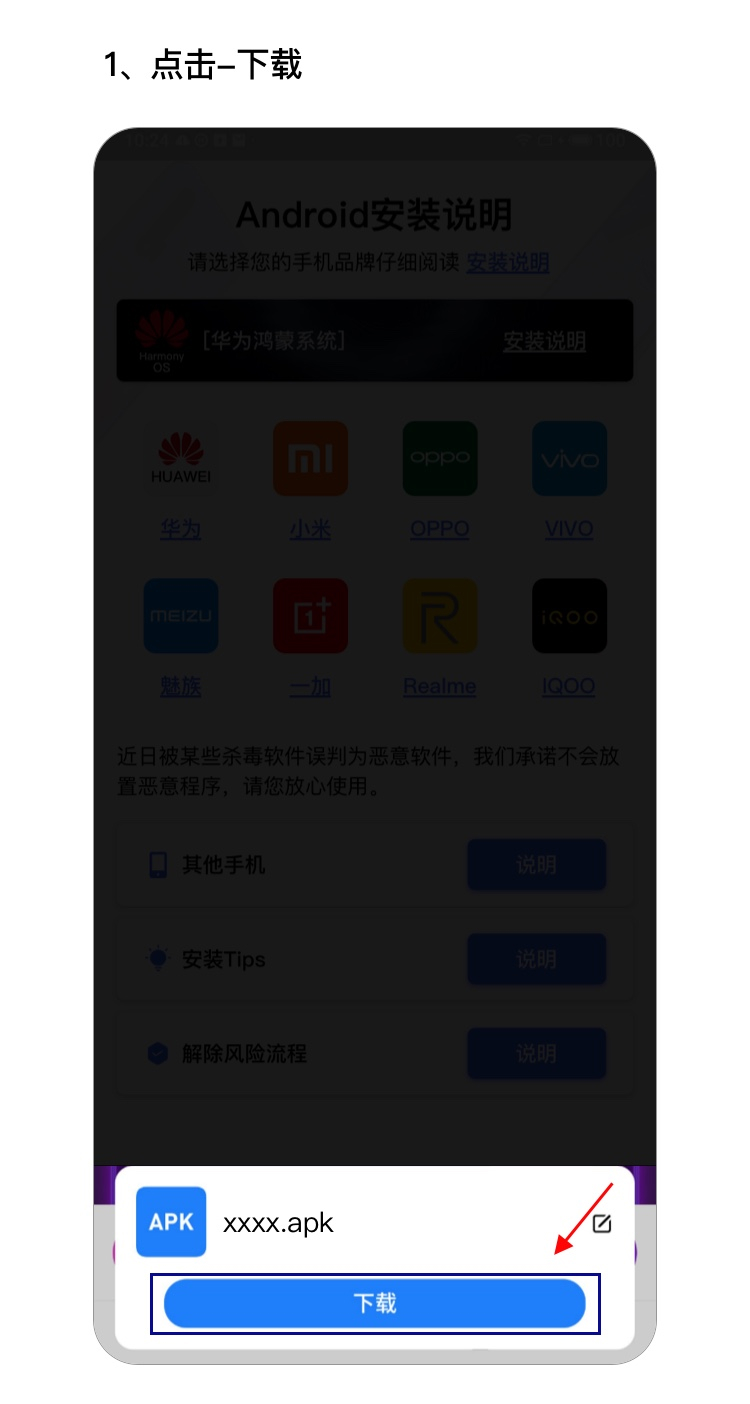 1、点击–下载
16:24
100
Android安装说明
请选择您的手机品牌仔细阅读 安装说明
Harmony
OS
[华为鸿蒙系统]
安装说明
HUAWEI
mi
oppo
vivo
华为
小米
OPPO
VIVO
MEIZU
1+
R
iQOO
魅族
一加
Realme
IQOO
近日被某些杀毒软件误判为恶意软件，我们承诺不会放
置恶意程序，请您放心使用。
其他手机
说明
安装Tips
说明
解除风险流程
说明
APK
xxxx.apk
下载